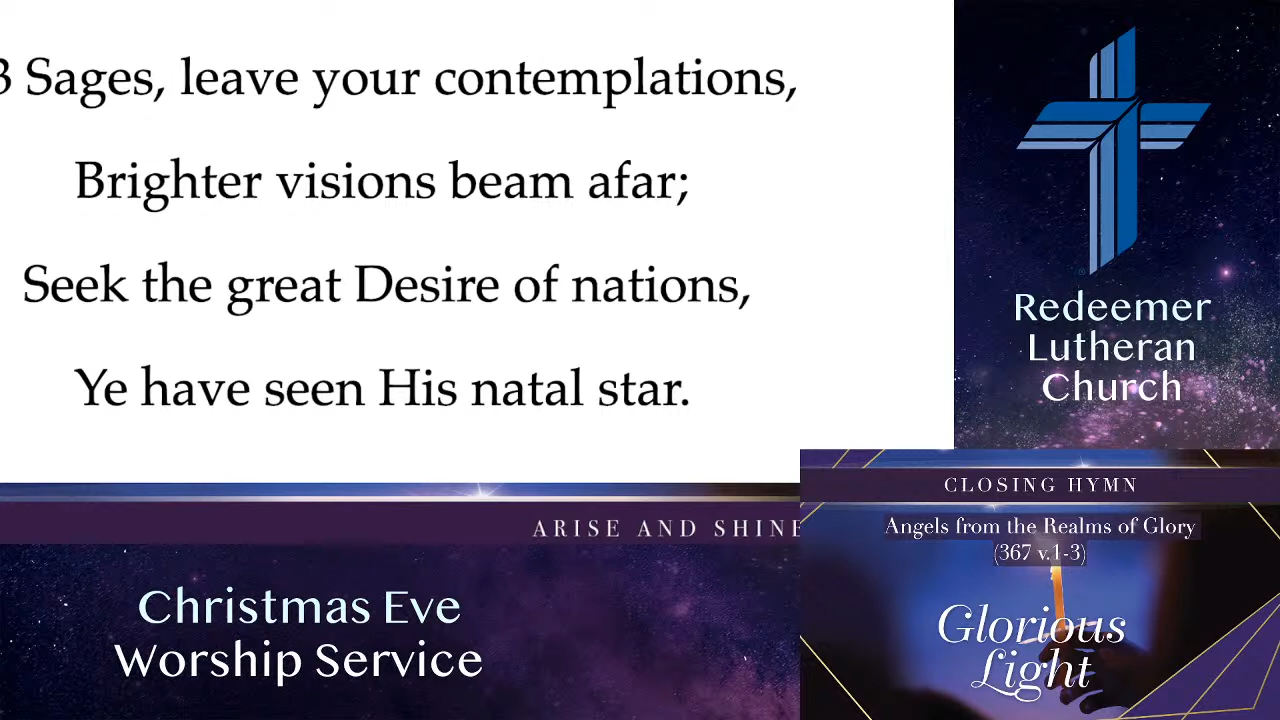 3 Sages, leave your contemplations,
Brighter visions beam afar;
Seek the great Desire of nations,
Ye have seen His natal star.
Redeemer
Lutheran
Church
ARISE AND SHINE
Christmas Eve
Worship Service
CLOSING HYMN
Angels from the Realms of Glory
(367 v.1-3)
Glorious
Light